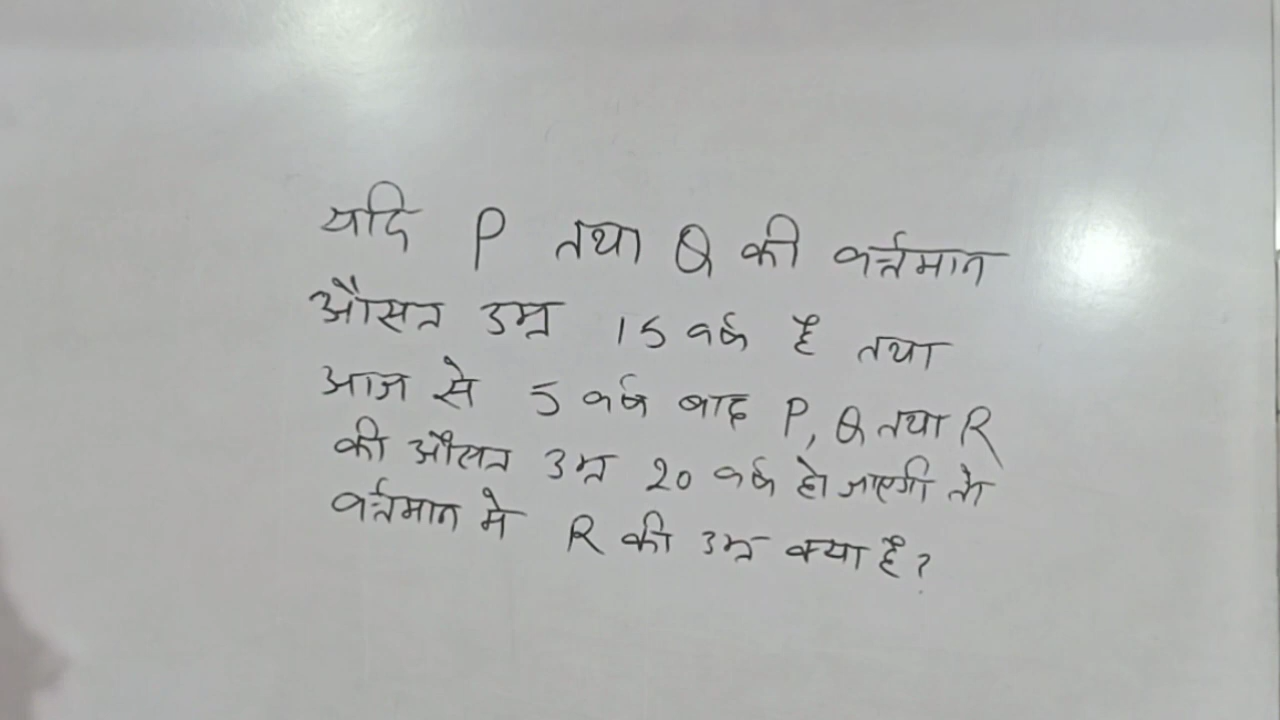 यदि P तथा Q की वर्त्तमान
औसत उम्र 15 वर्ष है तथा
आज से 5 वर्ष बाद P, Q तथा R
की औसत उम्र 20 वर्ष हो जाएगी तो
वर्त्तमान मे R की उम्र क्या है?